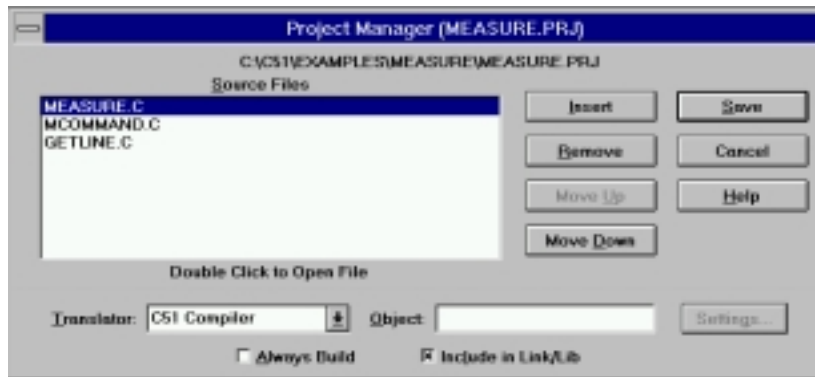 Project Manager (MEASURE.PRJ)
C:\C51\EXAMPLES\MEASURE\MEASURE.PRJ
Source Files
MEASURE.C
MCOMMAND.C
GETLINE.C
Insert
Save
Remove
Cancel
Move Up
Help
Move Down
Double Click to Open File
Translator: C51 Compiler
Object:
Settings...
Always Build
Include in Link/Lib